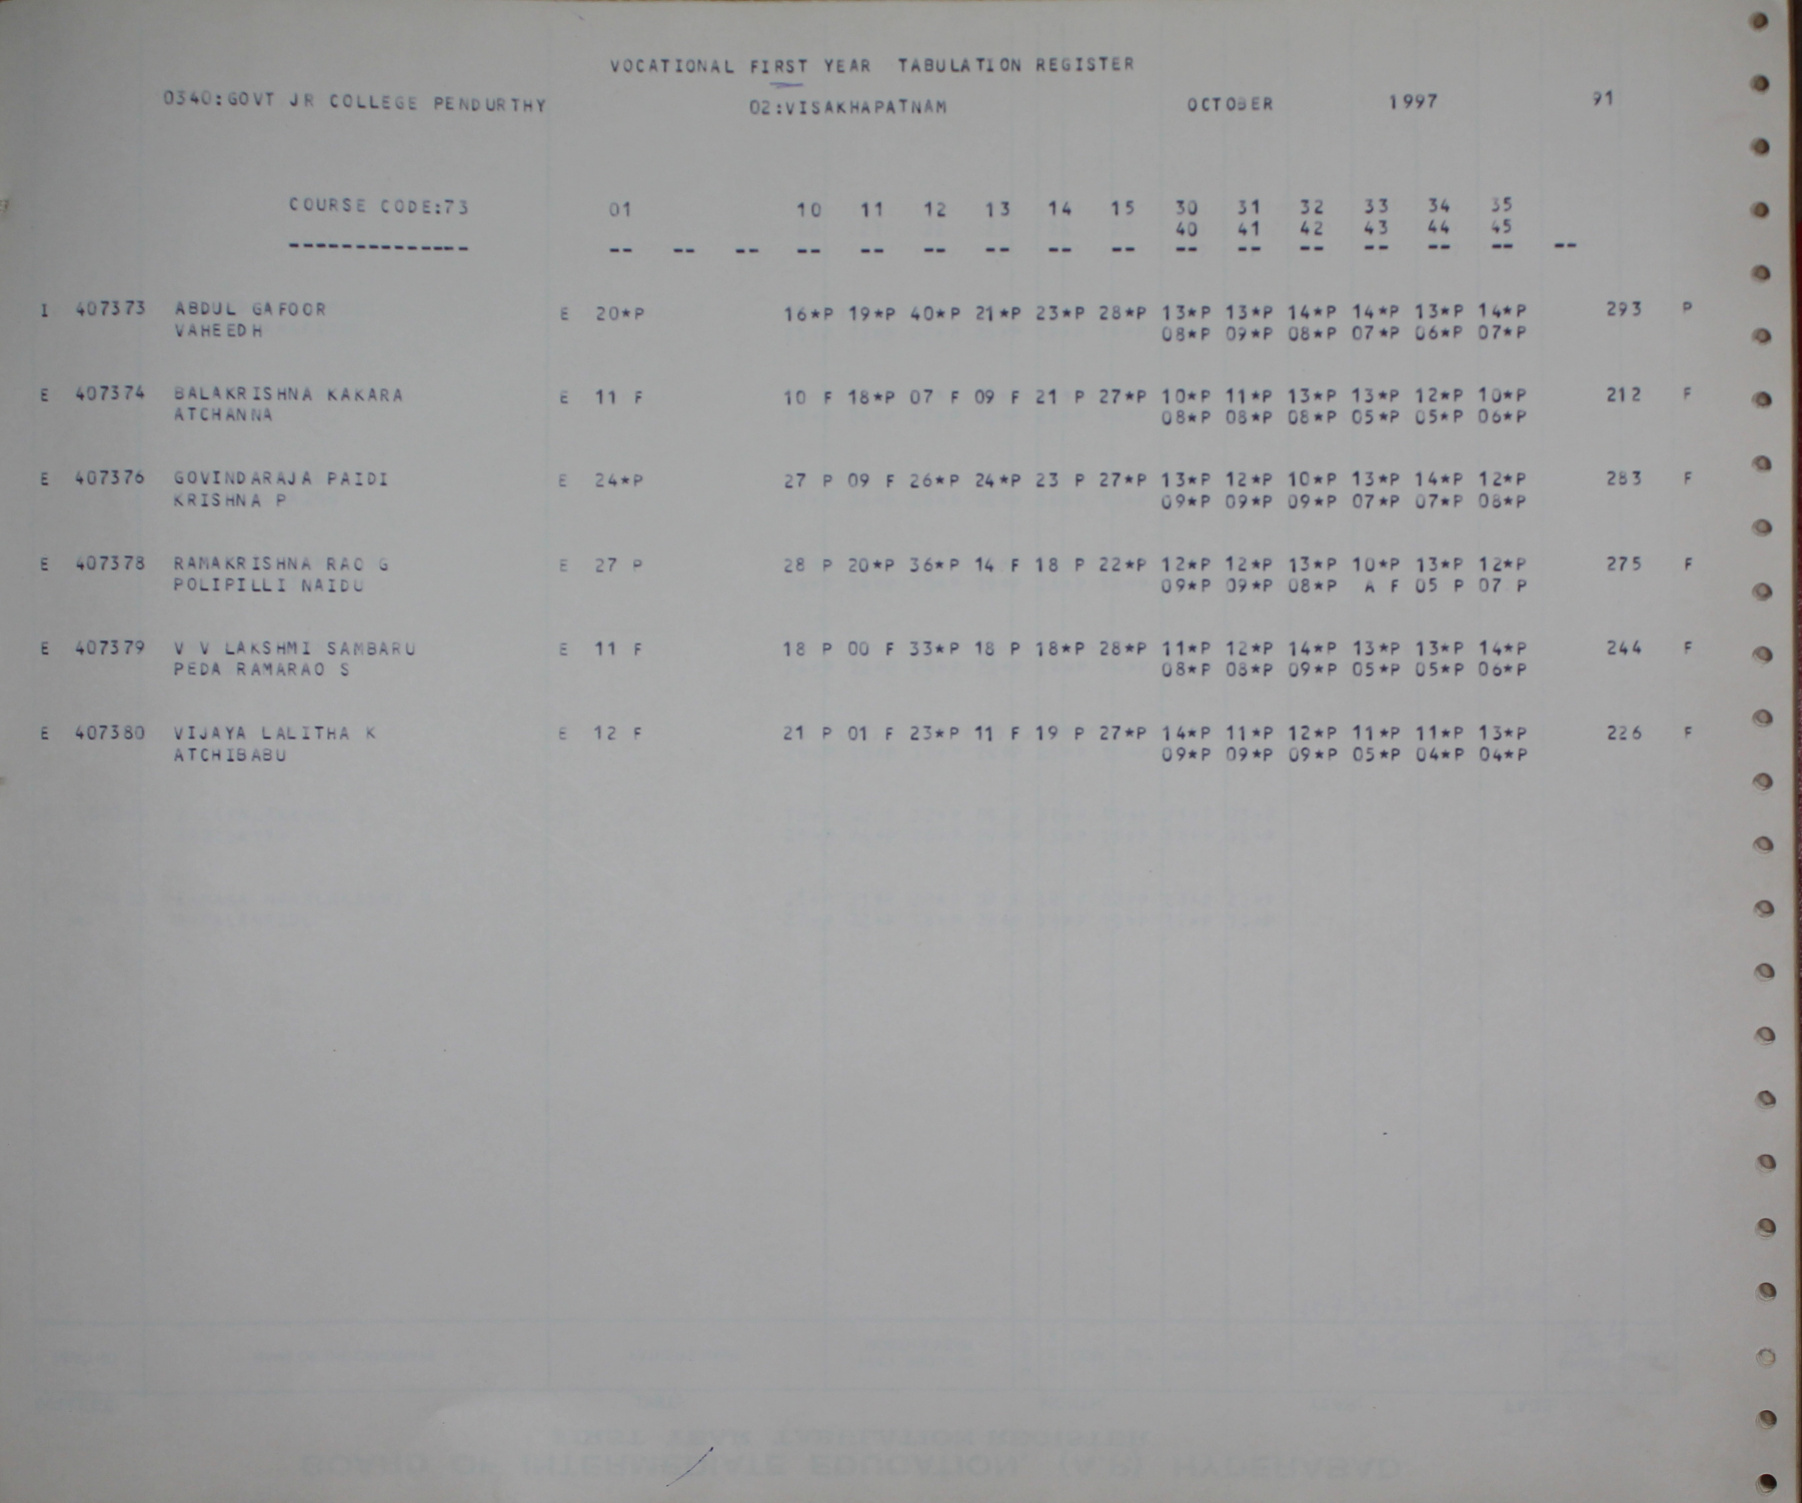 VOCATIONAL FIRST YEAR TABULATION REGISTER
0340:GOVT JR COLLEGE PENDURTHY 02:VISAKHAPATNAM OCTOBER 1997 91
COURSE CODE:73 01 10 11 12 13 14 15 30 31 32 33 34 35
40 41 42 43 44 45
-------------- -- -- -- -- -- -- -- -- -- -- -- -- -- -- -- --
I 407373 ABDUL GAFOOR E 20*P 16*P 19*P 40*P 21*P 23*P 28*P 13*P 13*P 14*P 14*P 13*P 14*P 293 P
VAHEEDH 08*P 09*P 08*P 07*P 06*P 07*P
E 407374 BALAKRISHNA KAKARA E 11 F 10 F 18*P 07 F 09 F 21 P 27*P 10*P 11*P 13*P 13*P 12*P 10*P 212 F
ATCHANNA 08*P 08*P 08*P 05*P 05*P 06*P
E 407376 GOVINDARAJA PAIDI E 24*P 27 P 09 F 26*P 24*P 23 P 27*P 13*P 12*P 10*P 13*P 14*P 12*P 283 F
KRISHNA P 09*P 09*P 09*P 07*P 07*P 08*P
E 407378 RAMAKRISHNA RAO G E 27 P 28 P 20*P 36*P 14 F 18 P 22*P 12*P 12*P 13*P 10*P 13*P 12*P 275 F
POLIPILLI NAIDU 09*P 09*P 08*P A F 05 P 07 P
E 407379 V V LAKSHMI SAMBARU E 11 F 18 P 00 F 33*P 18 P 18*P 28*P 11*P 12*P 14*P 13*P 13*P 14*P 244 F
PEDA RAMARAO S 08*P 08*P 09*P 05*P 05*P 06*P
E 407380 VIJAYA LALITHA K E 12 F 21 P 01 F 23*P 11 F 19 P 27*P 14*P 11*P 12*P 11*P 11*P 13*P 226 F
ATCHIBABU 09*P 09*P 09*P 05*P 04*P 04*P